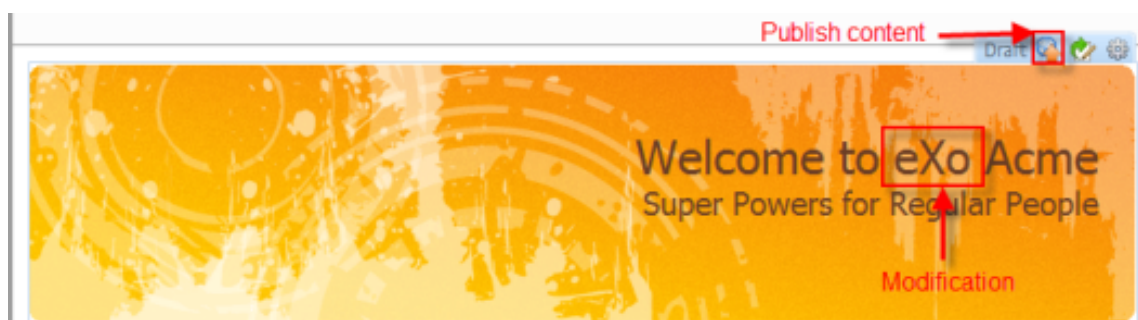 Publish content
Draft
Welcome to eXo Acme
Super Powers for Regular People
Modification